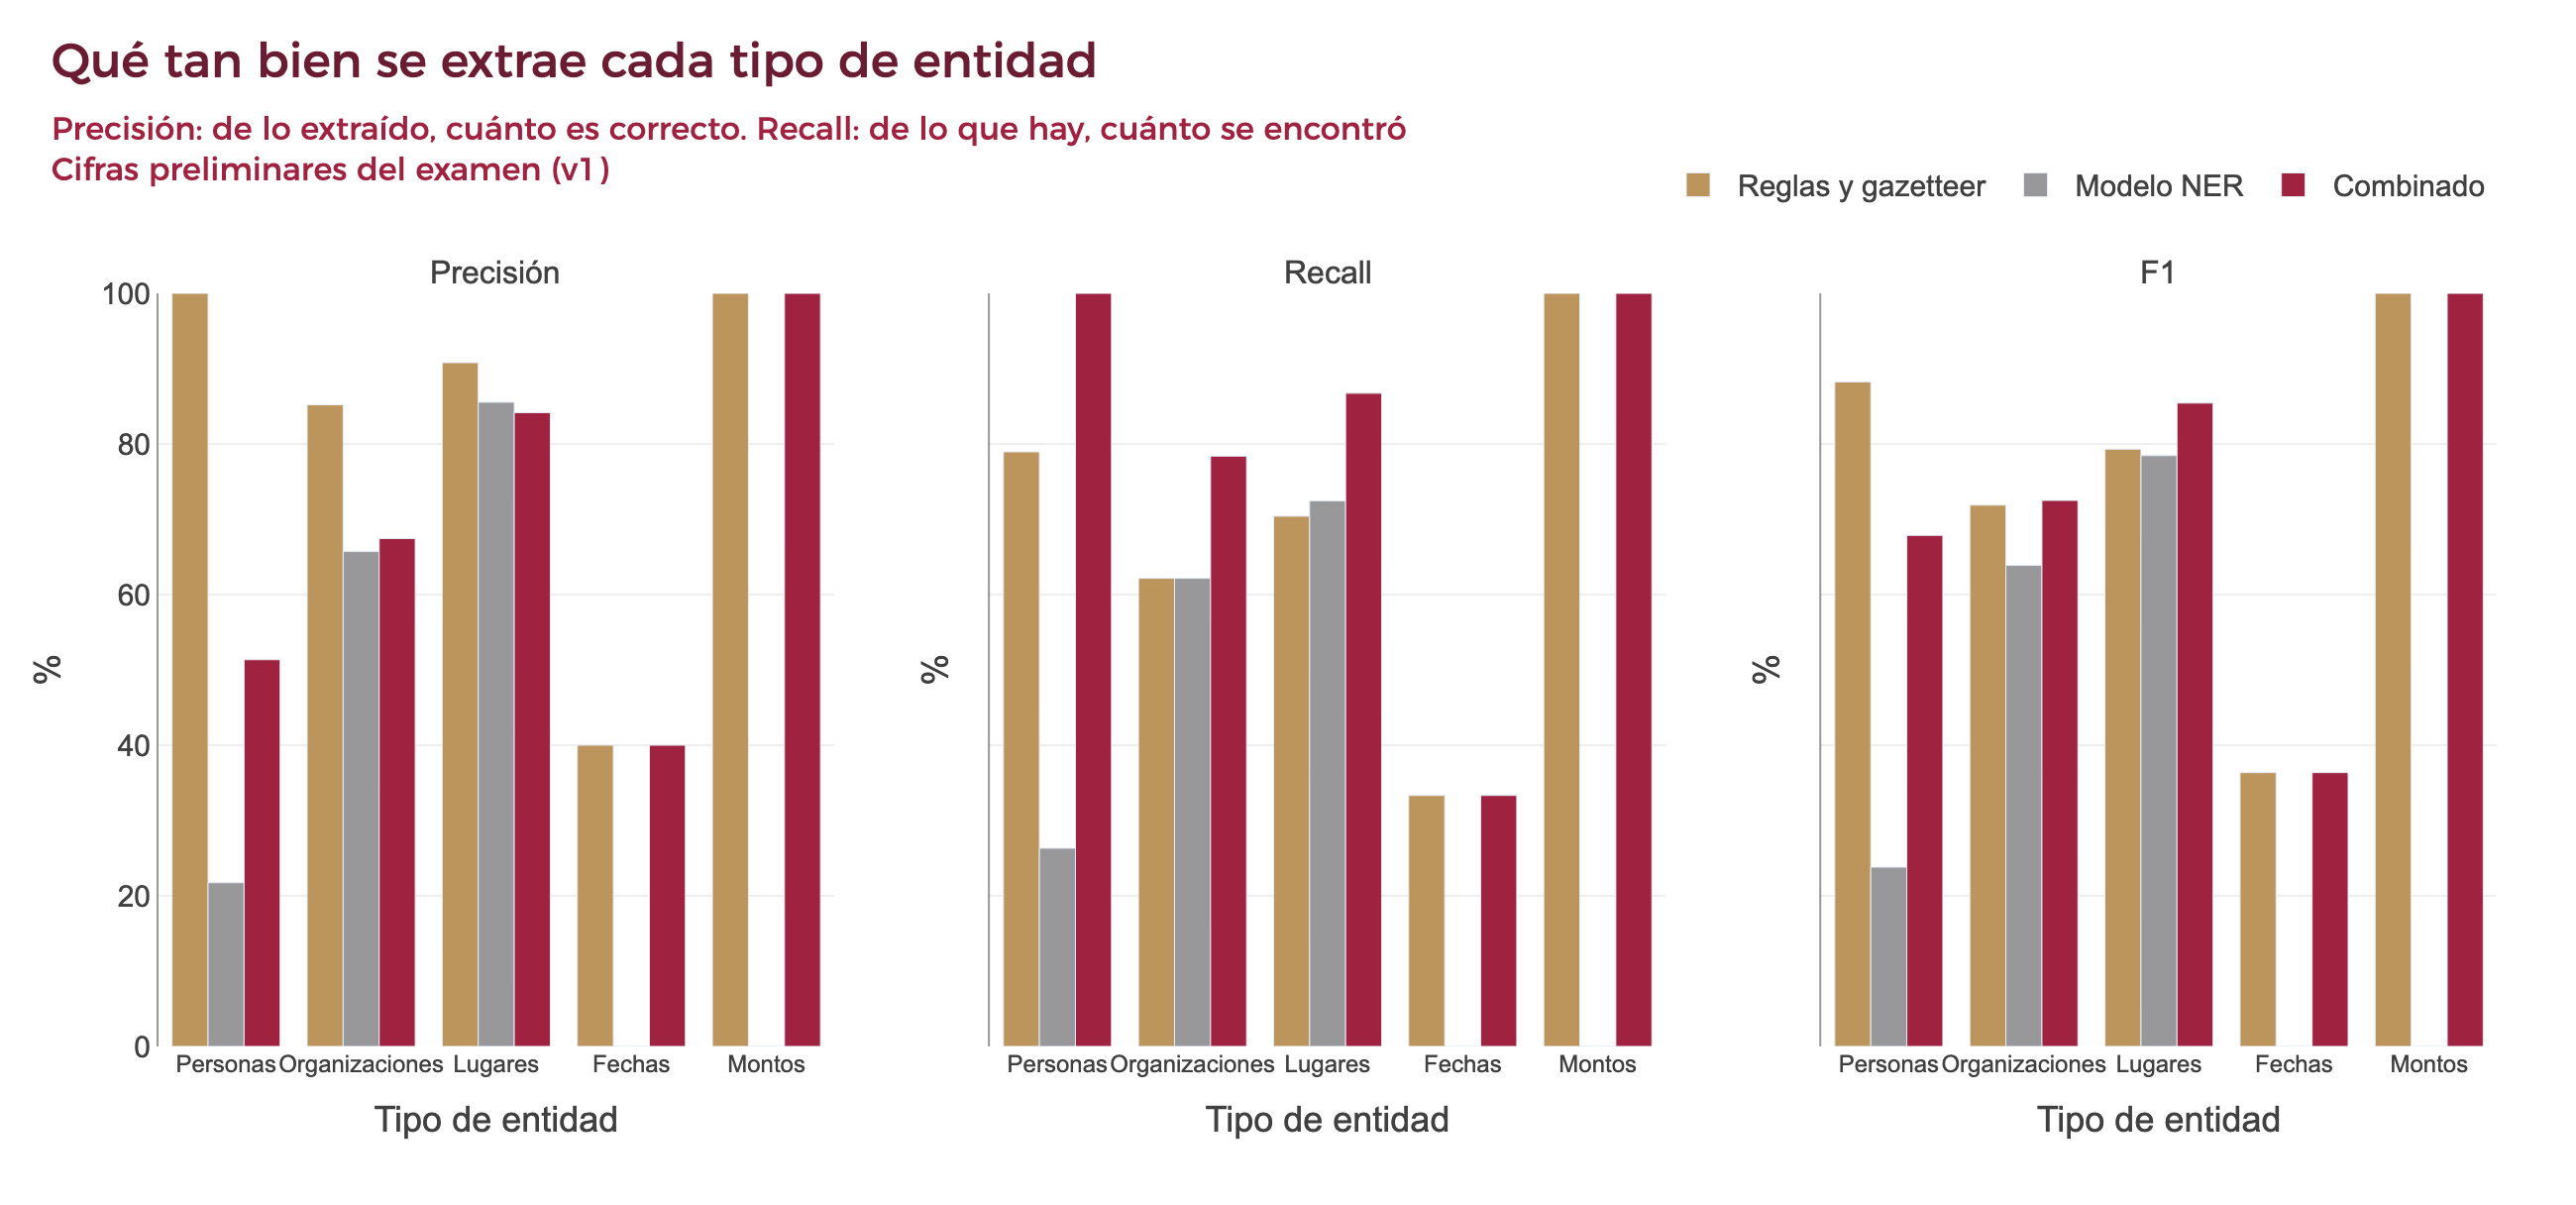 Qué tan bien se extrae cada tipo de entidad
Precisión: de lo extraído, cuánto es correcto. Recall: de lo que hay, cuánto se encontró
Cifras preliminares del examen (v1)
Reglas y gazetteer
Modelo NER
Combinado
Precisión
Recall
F1
100
80
60
40
20
0
%
%
%
Personas Organizaciones Lugares Fechas Montos
Personas Organizaciones Lugares Fechas Montos
Personas Organizaciones Lugares Fechas Montos
Tipo de entidad
Tipo de entidad
Tipo de entidad